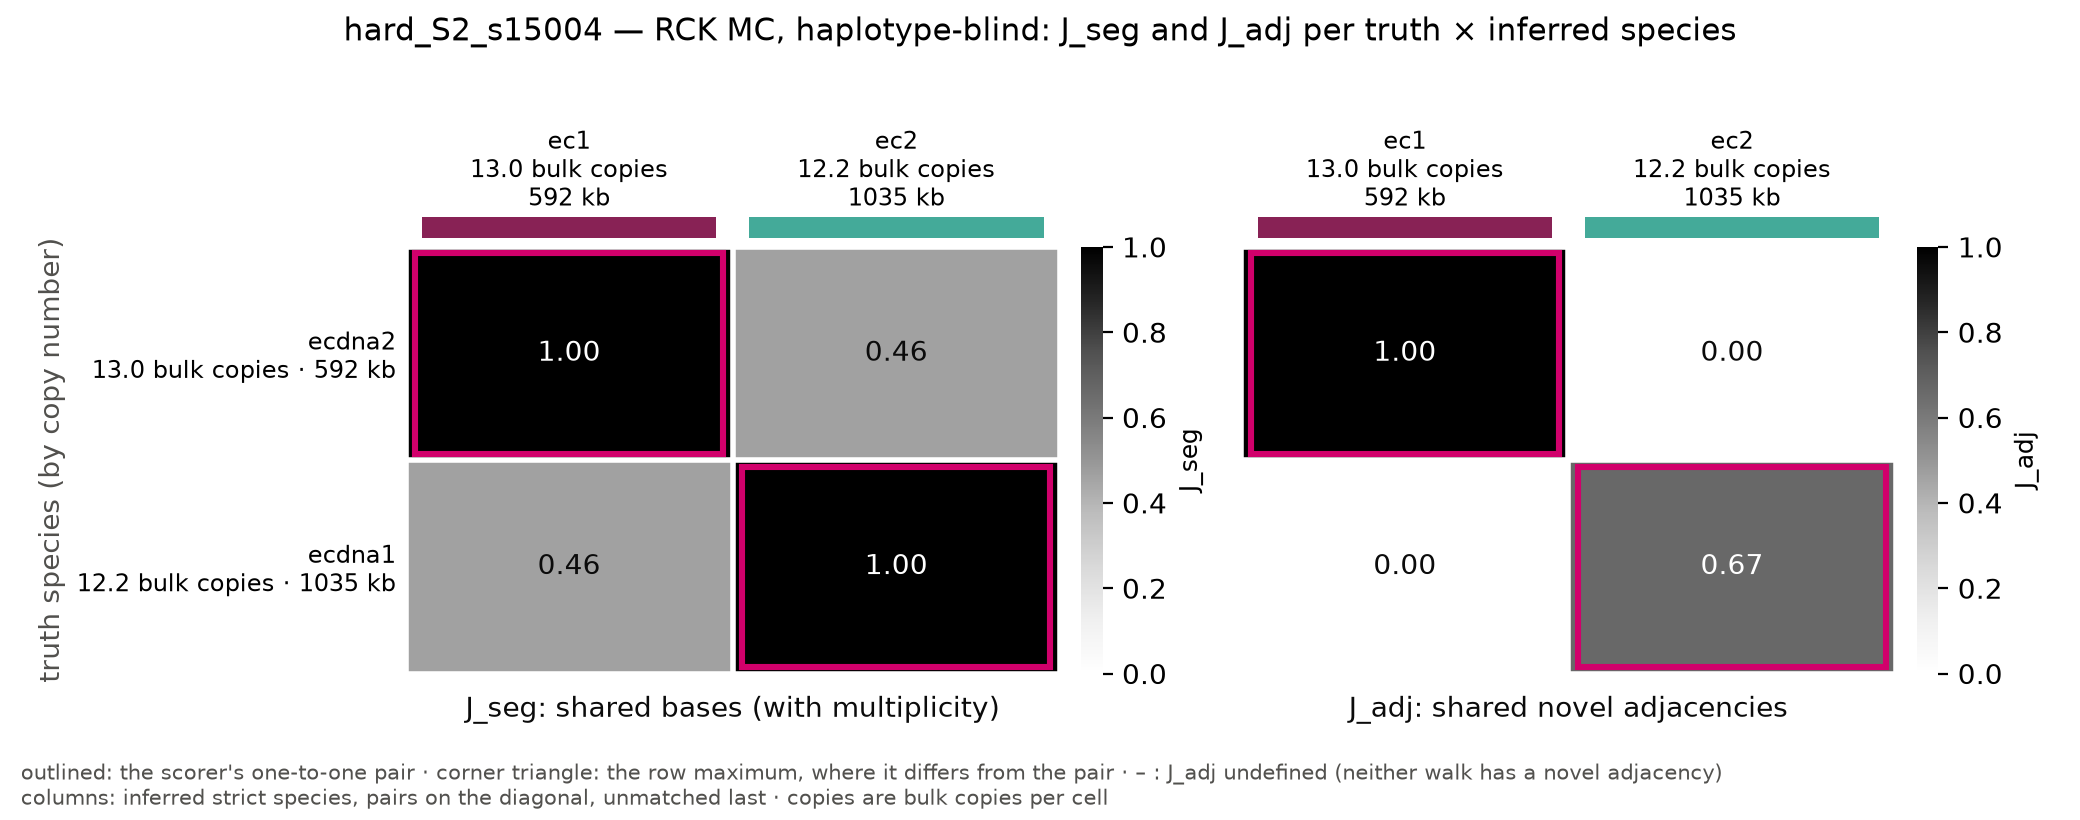 hard_S2_s15004 — RCK MC, haplotype-blind: J_seg and J_adj per truth × inferred species
ec1
13.0 bulk copies
592 kb
ec2
12.2 bulk copies
1035 kb
ec1
13.0 bulk copies
592 kb
ec2
12.2 bulk copies
1035 kb
truth species (by copy number)
ecdna2
13.0 bulk copies · 592 kb
ecdna1
12.2 bulk copies · 1035 kb
1.00
0.46
0.46
1.00
1.0
0.8
0.6
0.4
0.2
0.0
J_seg
1.00
0.00
0.00
0.67
1.0
0.8
0.6
0.4
0.2
0.0
J_adj
J_seg: shared bases (with multiplicity)
J_adj: shared novel adjacencies
outlined: the scorer's one-to-one pair · corner triangle: the row maximum, where it differs from the pair · – : J_adj undefined (neither walk has a novel adjacency)
columns: inferred strict species, pairs on the diagonal, unmatched last · copies are bulk copies per cell